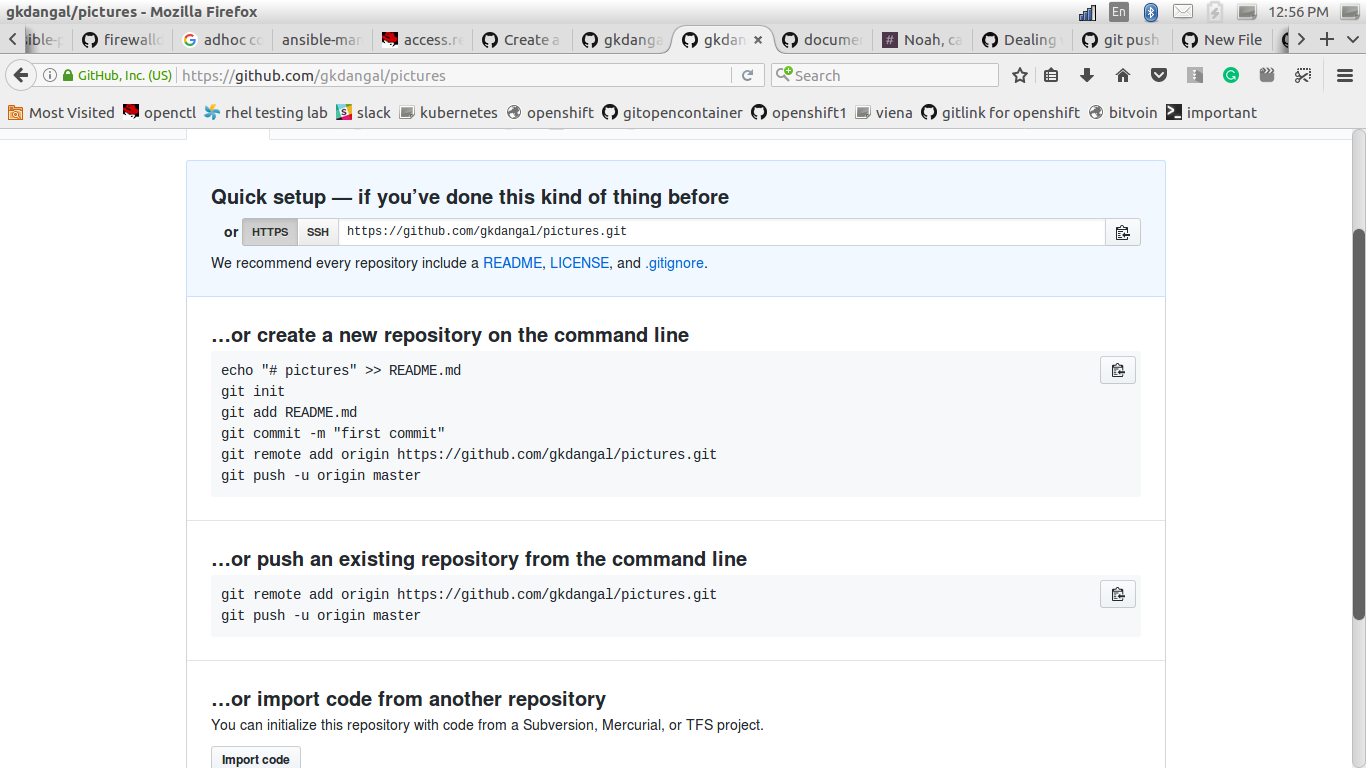 gkdangal/pictures - Mozilla Firefox
En
12:56 PM
firewall
adhoc co
ansible-man
access.re
Create a
gkdanga
gkdan
docume
Noah, ca
Dealing
git push
New File
GitHub, Inc. (US)
https://github.com/gkdangal/pictures
Search
Most Visited
openctl
rhel testing lab
slack
kubernetes
openshift
gitopencontainer
openshift1
viena
gitlink for openshift
bitvoin
important
Quick setup — if you’ve done this kind of thing before
or HTTPS SSH https://github.com/gkdangal/pictures.git
We recommend every repository include a README, LICENSE, and .gitignore.
…or create a new repository on the command line
echo "# pictures" >> README.md
git init
git add README.md
git commit -m "first commit"
git remote add origin https://github.com/gkdangal/pictures.git
git push -u origin master
…or push an existing repository from the command line
git remote add origin https://github.com/gkdangal/pictures.git
git push -u origin master
…or import code from another repository
You can initialize this repository with code from a Subversion, Mercurial, or TFS project.
Import code